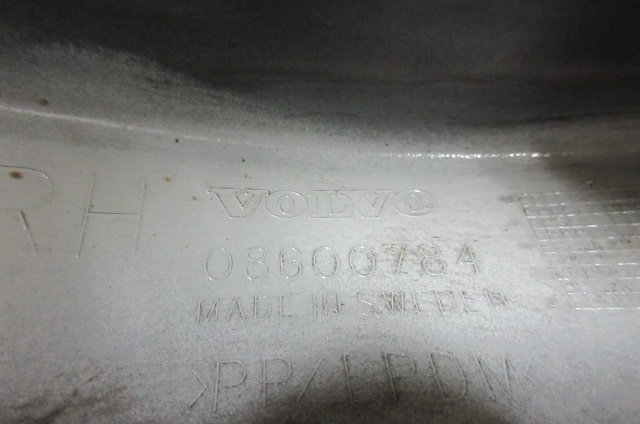 RH
VOLVO
08600784
MADE IN SWEDEN
>PP/EPDM<